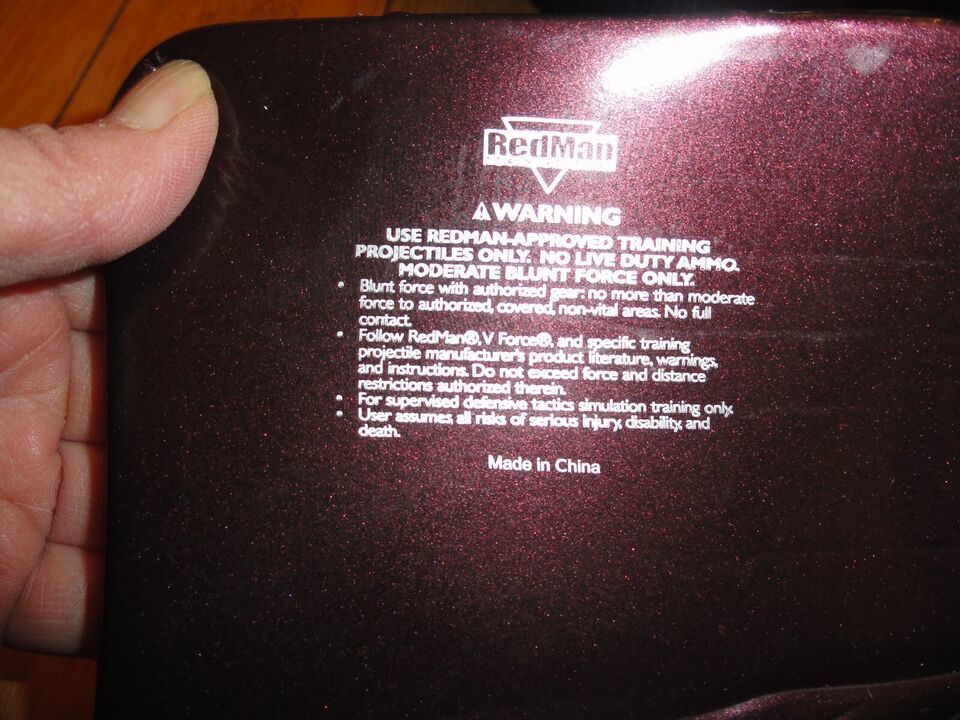 RedMan
WARNING
USE REDMAN-APPROVED TRAINING
PROJECTILES ONLY. NO LIVE DUTY AMMO.
MODERATE BLUNT FORCE ONLY.
• Blunt force with authorized gear: no more than moderate
force to authorized, covered, non-vital areas. No full
contact.
• Follow RedMan®, V Force®, and specific training
projectile manufacturer's product literature, warnings,
and instructions. Do not exceed force and distance
restrictions authorized therein.
• For supervised defensive tactics simulation training only.
• User assumes all risks of serious injury, disability, and
death.
Made in China